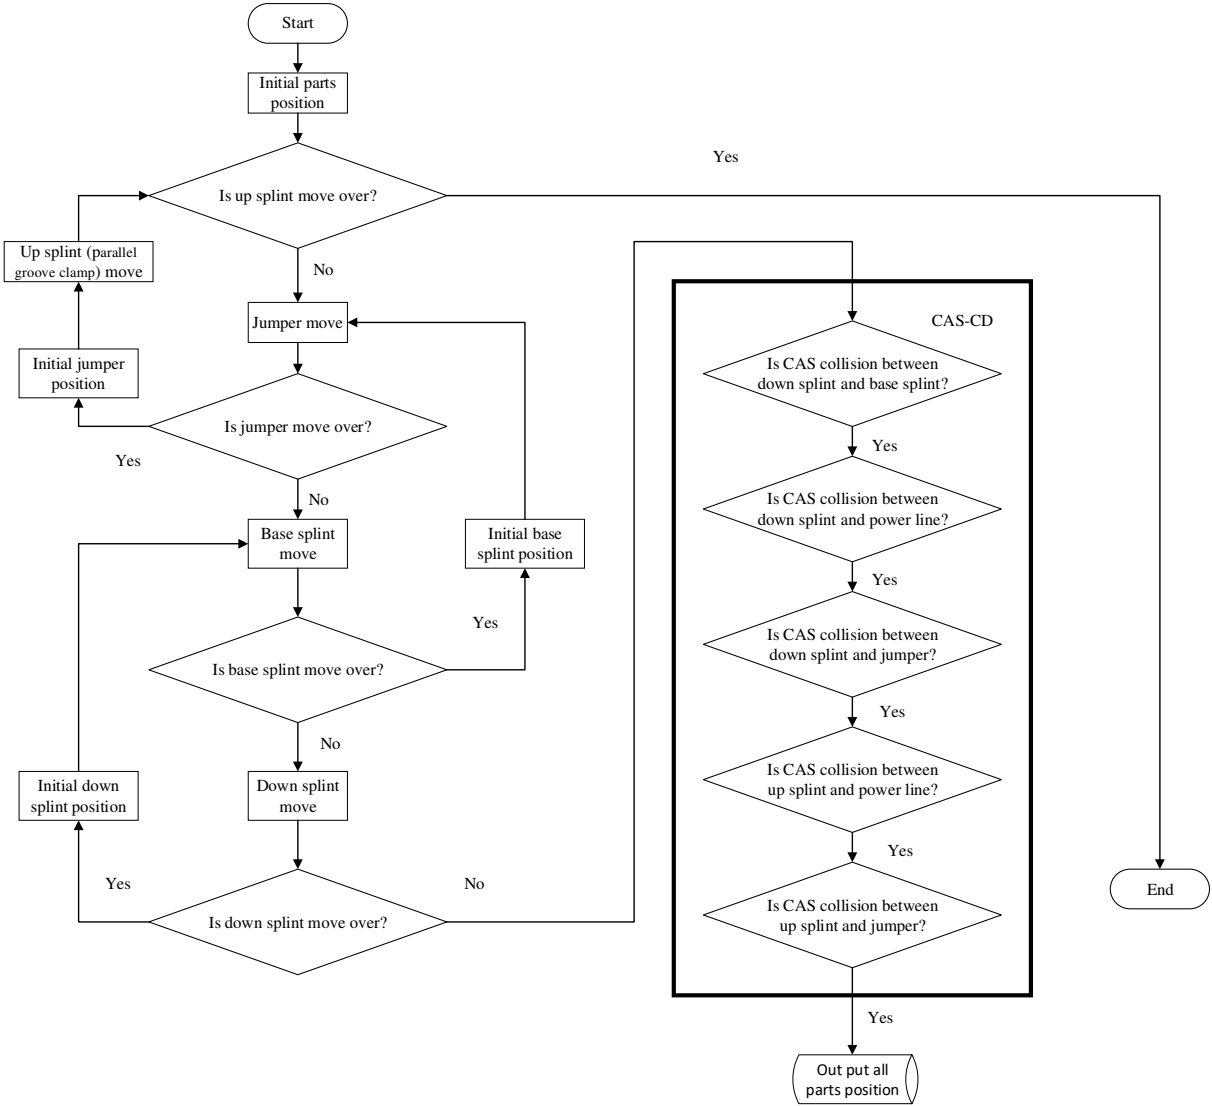 Start
Initial parts
position
Yes
Is up splint move over?
Up splint (parallel
groove clamp) move
No
Jumper move
CAS-CD
Initial jumper
position
Is CAS collision between
down splint and base splint?
Is jumper move over?
Yes
Yes
No
Is CAS collision between
down splint and power line?
Base splint
move
Initial base
splint position
Yes
Yes
Is CAS collision between
down splint and jumper?
Is base splint move over?
Yes
No
Initial down
splint position
Down splint
move
Is CAS collision between
up splint and power line?
Yes
Yes
No
End
Is down splint move over?
Is CAS collision between
up splint and jumper?
Yes
Out put all
parts position